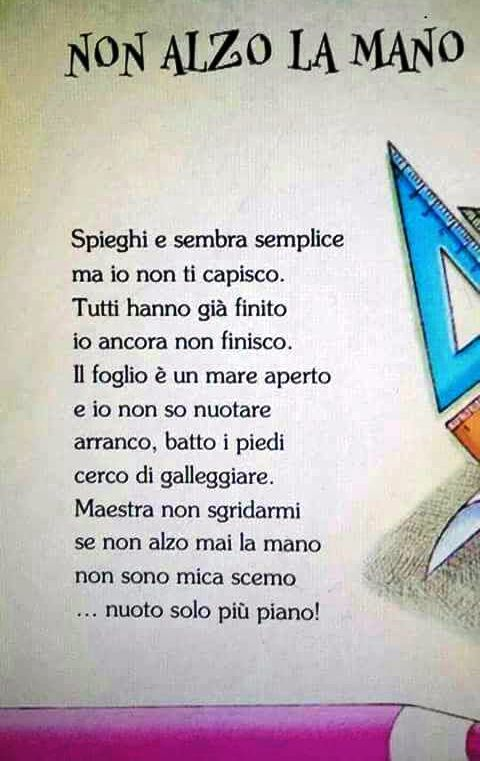 NON ALZO LA MANO
Spieghi e sembra semplice
ma io non ti capisco.
Tutti hanno già finito
io ancora non finisco.
Il foglio è un mare aperto
e io non so nuotare
arranco, batto i piedi
cerco di galleggiare.
Maestra non sgridarmi
se non alzo mai la mano
non sono mica scemo
... nuoto solo più piano!